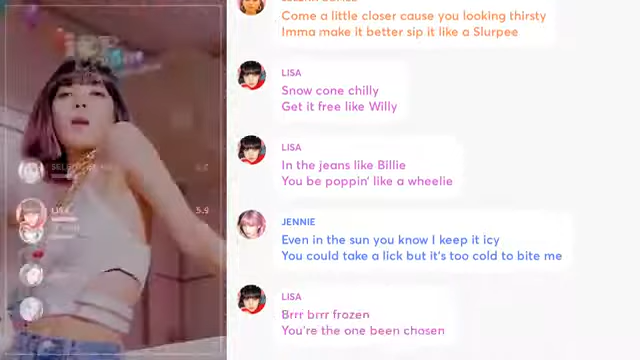 LISA
5.9
Come a little closer cause you looking thirsty
Imma make it better sip it like a Slurpee
LISA
Snow cone chilly
Get it free like Willy
LISA
In the jeans like Billie
You be poppin' like a wheelie
JENNIE
Even in the sun you know I keep it icy
You could take a lick but it's too cold to bite me
LISA
Brrr brrr frozen
You're the one been chosen